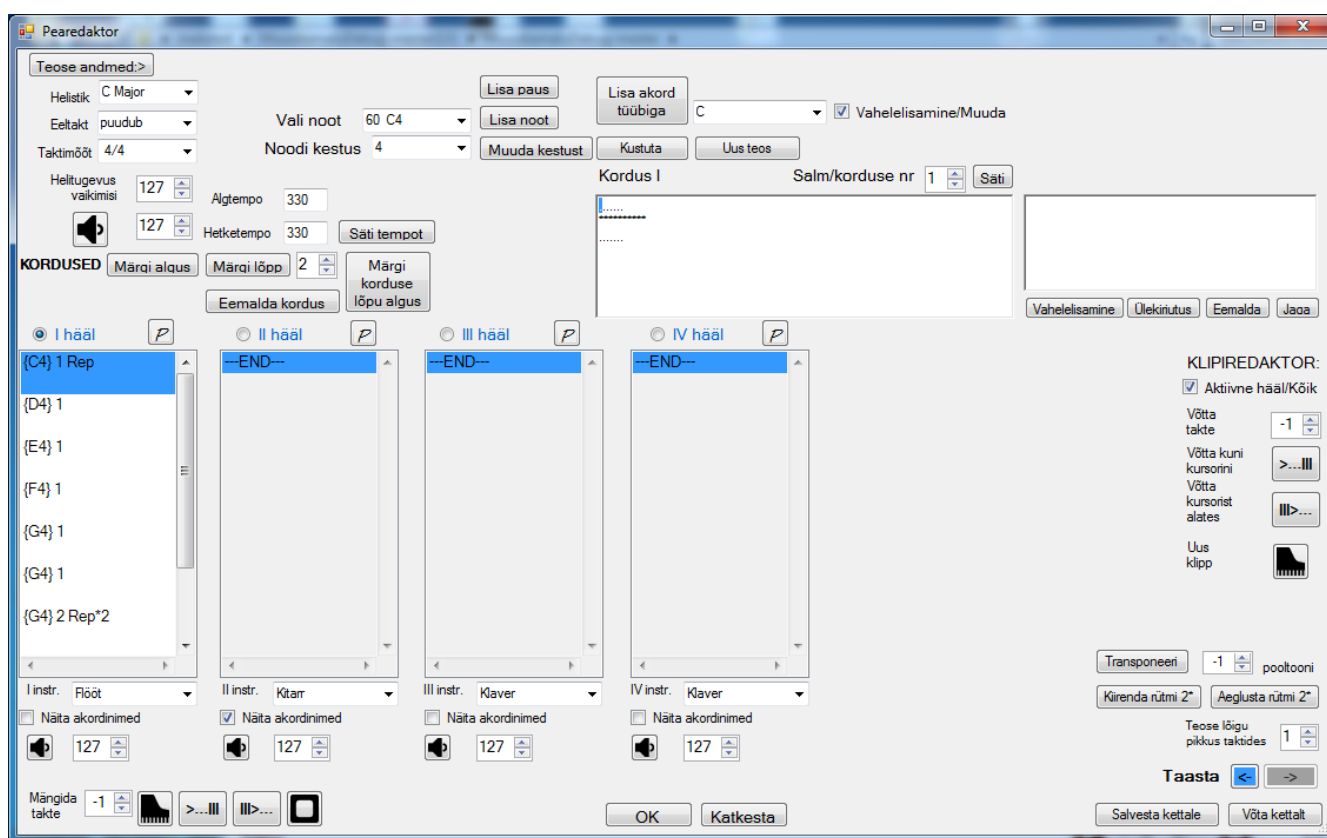 Pearedaktor
Teose andmed:>
Helistik C Major
Eeltakt puudub
Taktimõõt 4/4
Helitugevus vaikimisi 127
127
Vali noot 60 C4
Noodi kestus 4
Lisa paus
Lisa noot
Muuda kestust
Lisa akord tüübiga C
Vahelelisamine/Muuda
Kustuta Uus teos
Algtempo 330
Hetketempo 330 Säti tempot
Kordus I Salm/korduse nr 1 Säti
.......
.......
KORDUSED Märgi algus Märgi lõpp 2 Märgi korduse lõpu algus
Eemalda kordus
Vahelelisamine Ülekirjutus Eemalda Jaga
I hääl P II hääl P III hääl P IV hääl P
{C4} 1 Rep
{D4} 1
{E4} 1
{F4} 1
{G4} 1
{G4} 1
{G4} 2 Rep*2
---END---
---END---
---END---
KLIPIREDAKTOR:
Aktiivne hääl/Kõik
Võtta takte -1
Võtta kuni kursorini >...III
Võtta kursorist alates III>...
Uus klipp
I instr. Flööt II instr. Kitarr III instr. Klaver IV instr. Klaver
Näita akordinimed Näita akordinimed Näita akordinimed Näita akordinimed
127 127 127 127
Transponeeri -1 pooltooni
Kiirenda rütmi 2* Aeglusta rütmi 2*
Teose lõigu pikkus taktides 1
Taasta <- ->
Mängida takte -1 >...III III>...
OK Katkesta
Salvesta kettale Võta kettalt